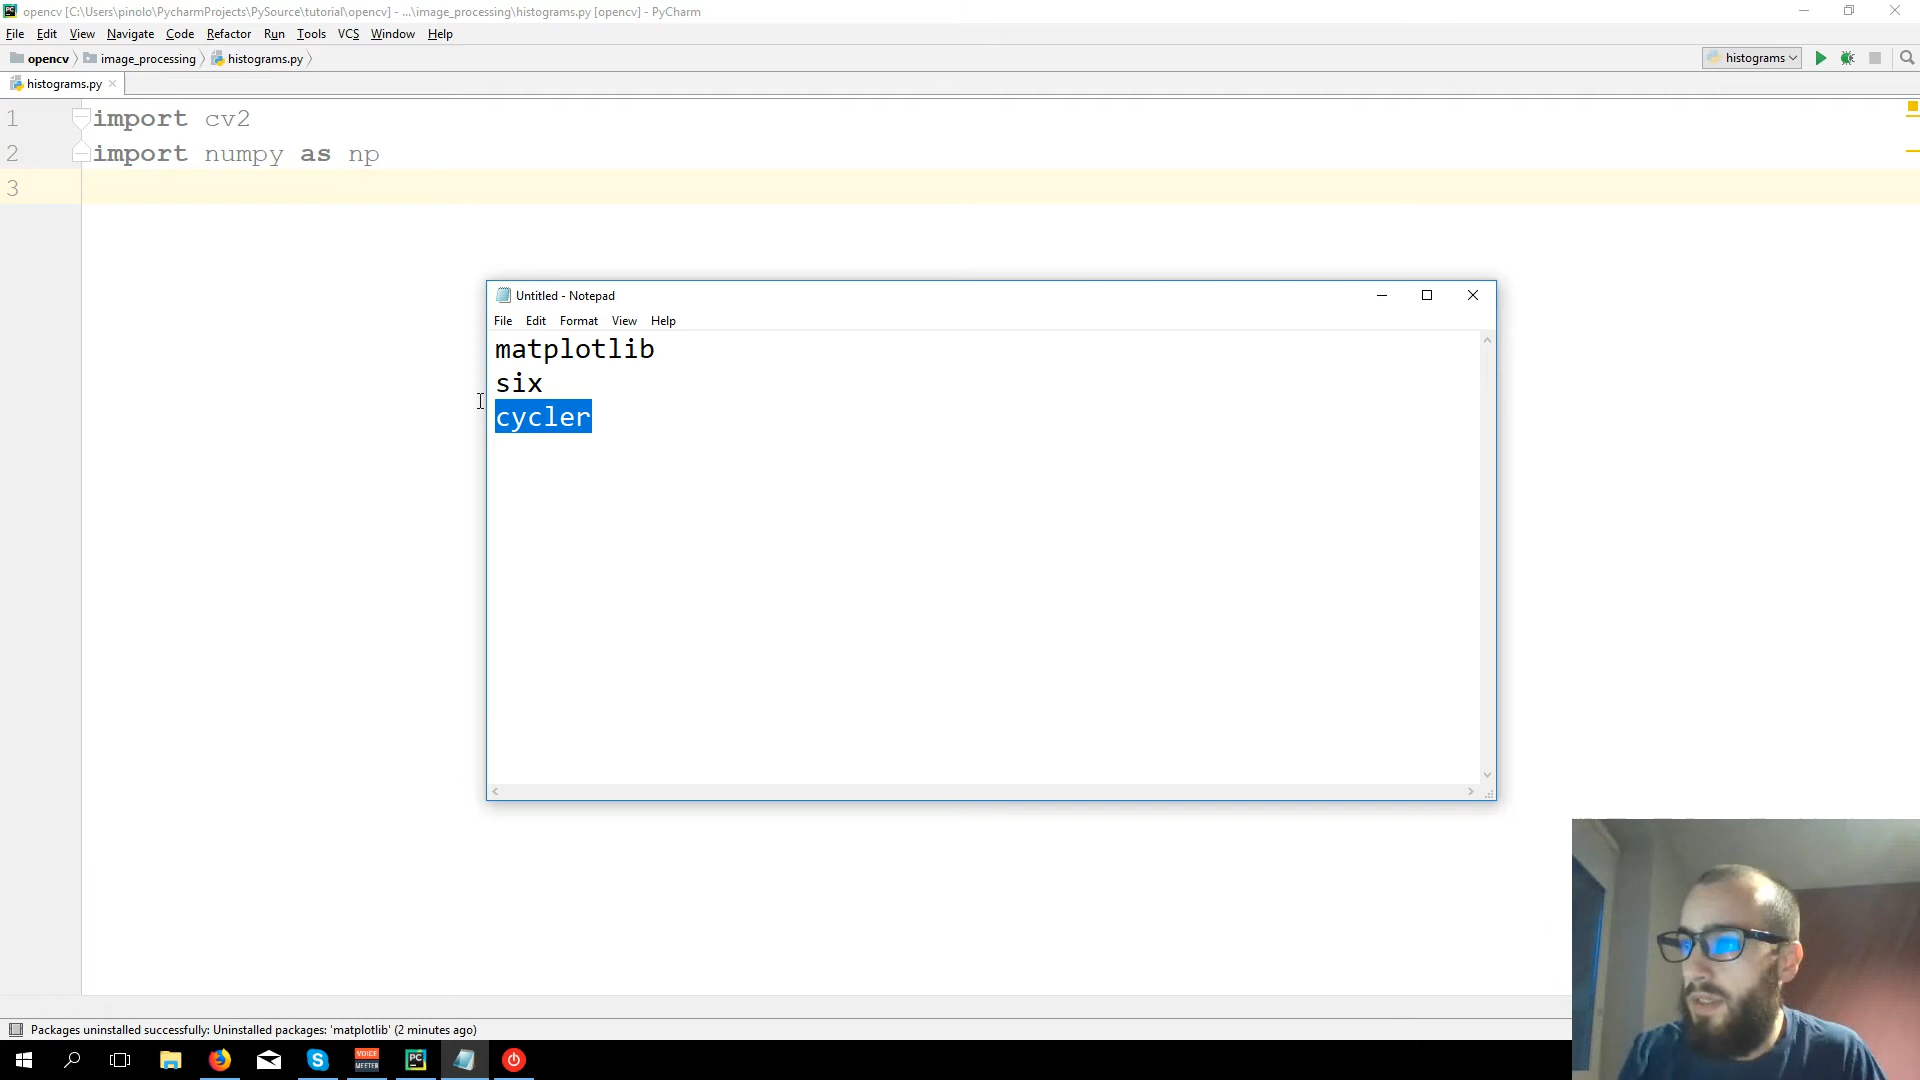 opencv [C:\Users\pinolo\PycharmProjects\PySource\tutorial\opencv] - ...\image_processing\histograms.py [opencv] - PyCharm
File Edit View Navigate Code Refactor Run Tools VCS Window Help
opencv image_processing histograms.py histograms
histograms.py
1 import cv2
2 import numpy as np
3
Untitled - Notepad
File Edit Format View Help
matplotlib
six
cycler
Packages uninstalled successfully: Uninstalled packages: 'matplotlib' (2 minutes ago)
VOICE
MEETER
PC